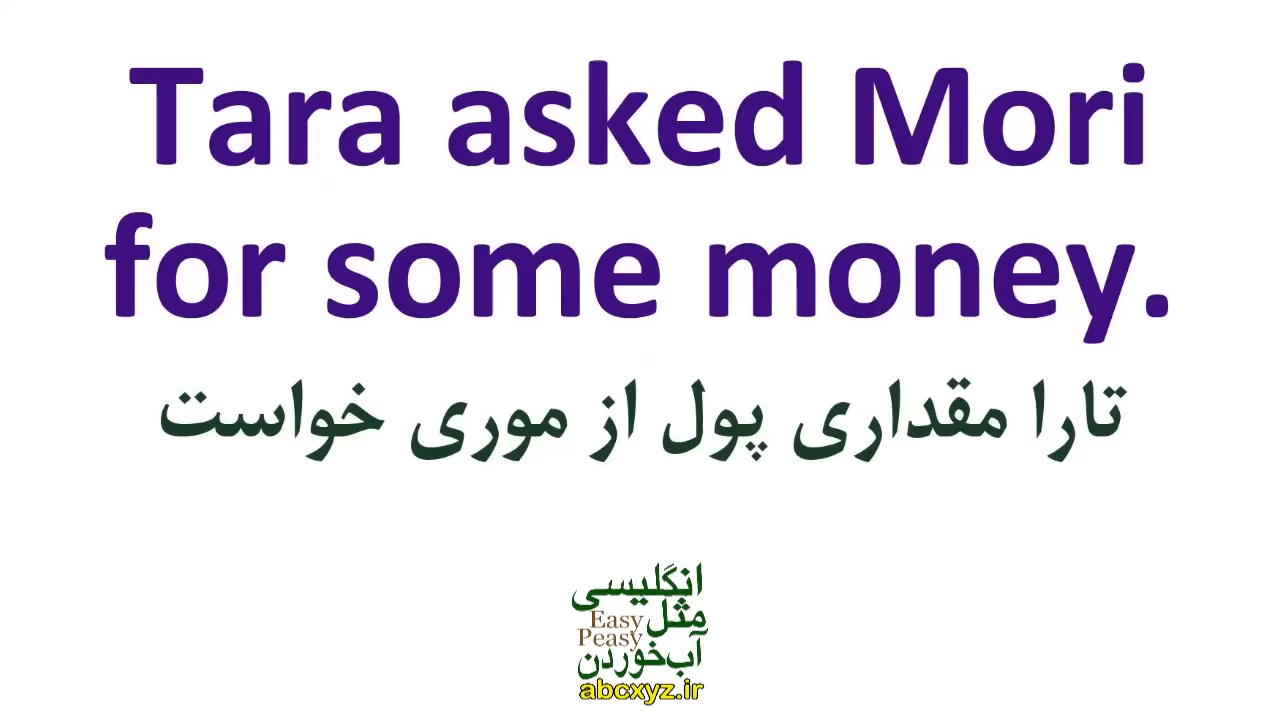 Tara asked Mori
for some money.
تارا مقداری پول از موری خواست
انگلیسی
مثل
Easy
Peasy
آب‌خوردن
abcxyz.ir